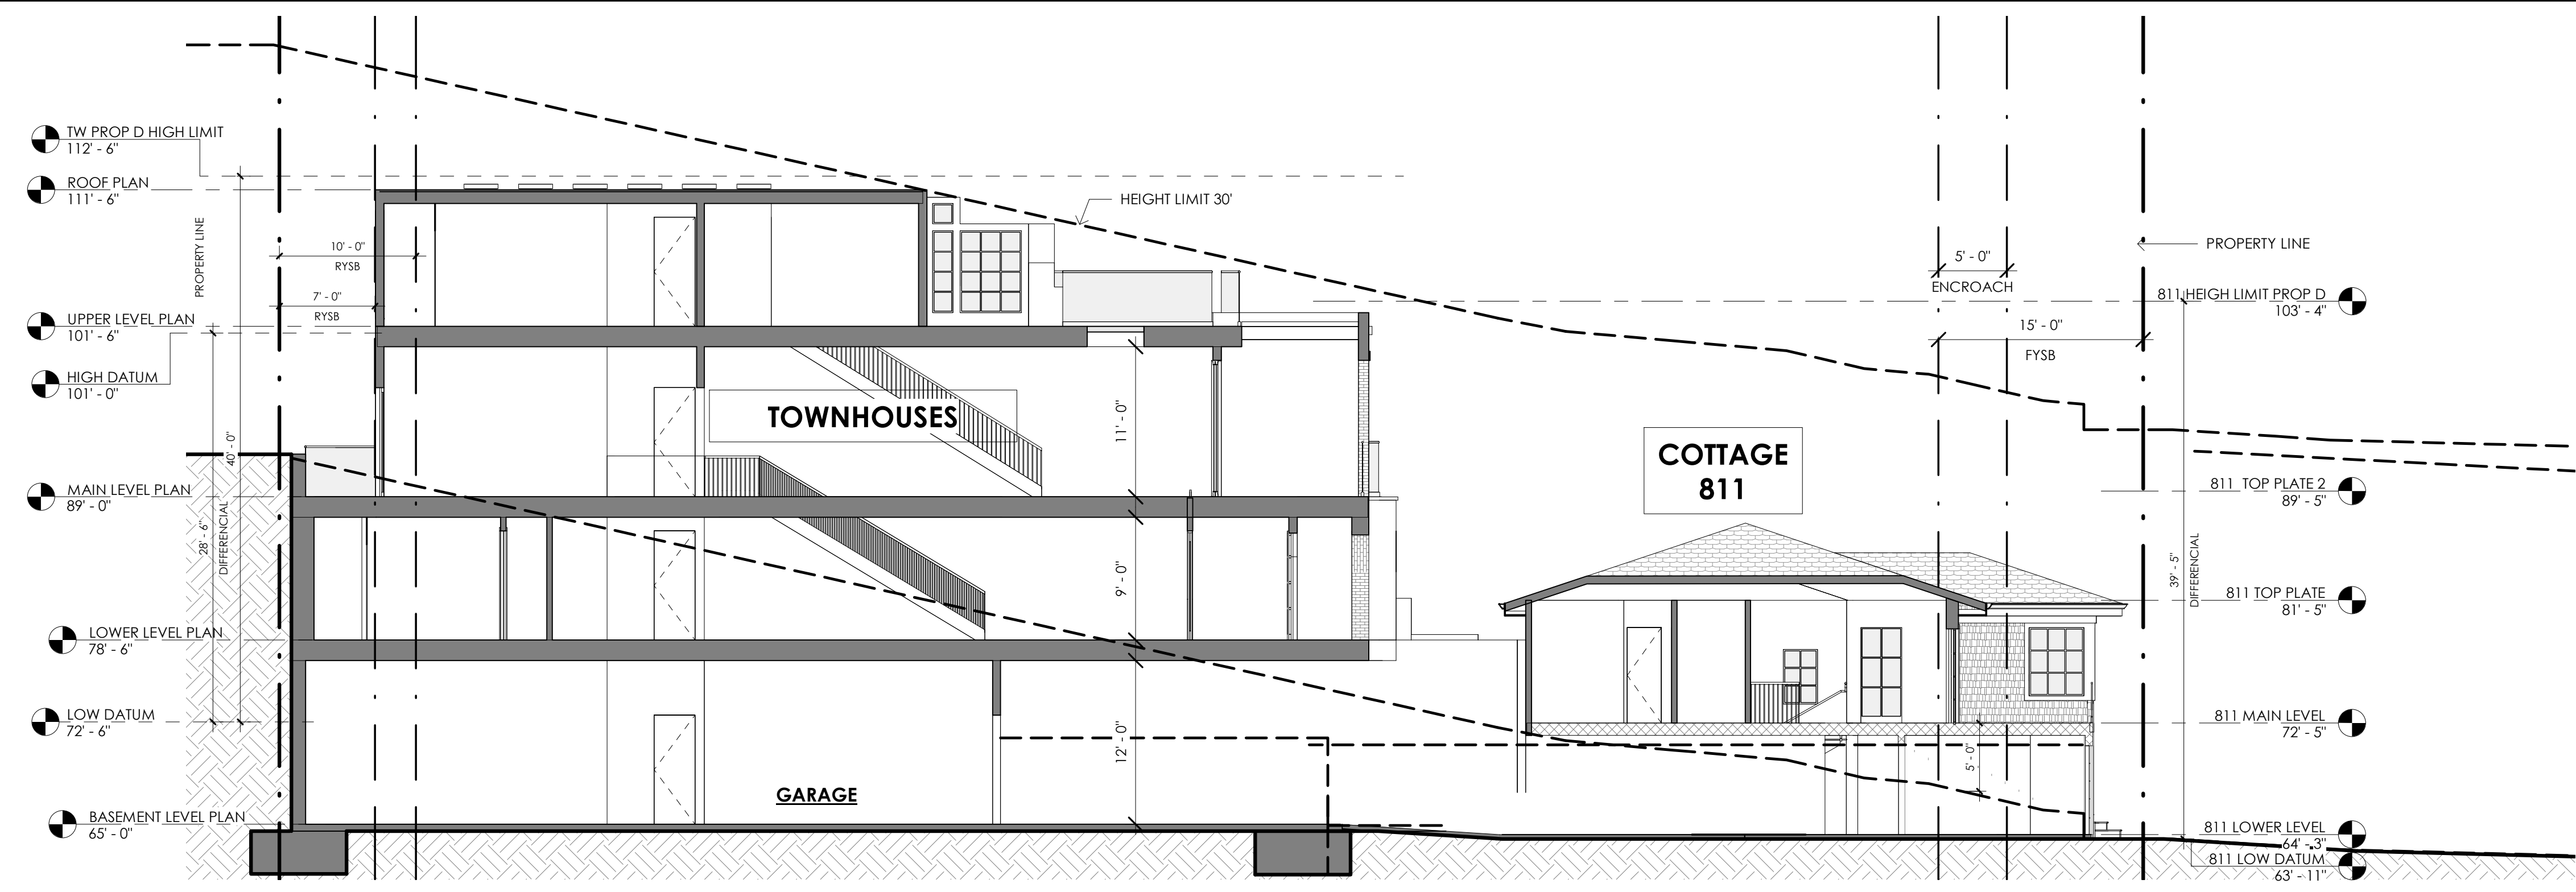 TW PROP D HIGH LIMIT
112' - 6"
ROOF PLAN
111' - 6"
PROPERTY LINE
10' - 0"
RYSB
7' - 0"
RYSB
UPPER LEVEL PLAN
101' - 6"
HIGH DATUM
101' - 0"
40' - 0"
MAIN LEVEL PLAN
89' - 0"
28' - 6"
DIFFERENCIAL
LOWER LEVEL PLAN
78' - 6"
LOW DATUM
72' - 6"
BASEMENT LEVEL PLAN
65' - 0"
TOWNHOUSES
11' - 0"
9' - 0"
12' - 0"
GARAGE
HEIGHT LIMIT 30'
COTTAGE
811
5' - 0"
ENCROACH
15' - 0"
FYSB
PROPERTY LINE
811 HEIGH LIMIT PROP D
103' - 4"
811 TOP PLATE 2
89' - 5"
39' - 5"
DIFFERENCIAL
811 TOP PLATE
81' - 5"
811 MAIN LEVEL
72' - 5"
5' - 0"
811 LOWER LEVEL
64' - 3"
811 LOW DATUM
63' - 11"